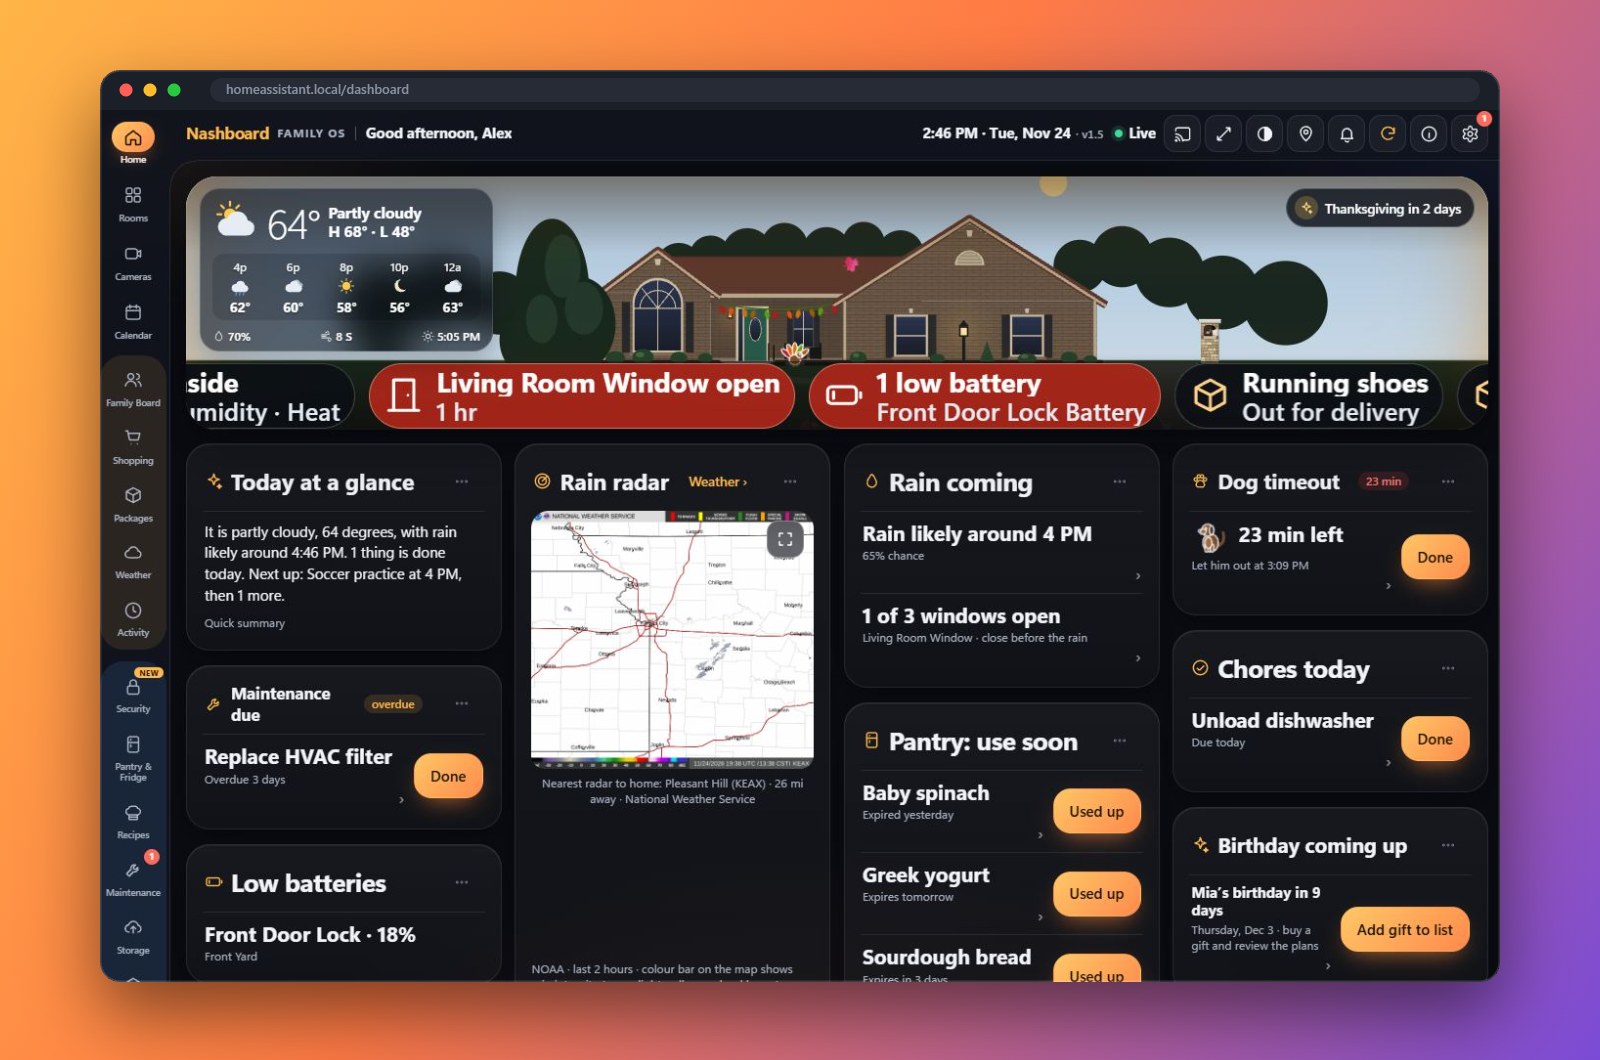 homeassistant.local/dashboard
Nashboard FAMILY OS Good afternoon, Alex
2:46 PM · Tue, Nov 24 · v1.5 Live
1
Home
Rooms
Cameras
Calendar
Family Board
Shopping
Packages
Weather
Activity
NEW
Security
Pantry &
Fridge
Recipes
1
Maintenance
Storage
64° Partly cloudy
H 68° · L 48°
4p 6p 8p 10p 12a
62° 60° 58° 56° 63°
70% 8 S 5:05 PM
Thanksgiving in 2 days
side
umidity · Heat
Living Room Window open
1 hr
1 low battery
Front Door Lock Battery
Running shoes
Out for delivery
Today at a glance
It is partly cloudy, 64 degrees, with rain
likely around 4:46 PM. 1 thing is done
today. Next up: Soccer practice at 4 PM,
then 1 more.
Quick summary
Maintenance
due
overdue
Replace HVAC filter
Overdue 3 days
Done
Low batteries
Front Door Lock · 18%
Front Yard
Rain radar Weather ›
NATIONAL WEATHER SERVICE
Nearest radar to home: Pleasant Hill (KEAX) · 26 mi
away · National Weather Service
NOAA · last 2 hours · colour bar on the map shows
Rain coming
Rain likely around 4 PM
65% chance
1 of 3 windows open
Living Room Window · close before the rain
Pantry: use soon
Baby spinach
Expired yesterday
Used up
Greek yogurt
Expires tomorrow
Used up
Sourdough bread
Expires in 3 days
Used up
Dog timeout 23 min
23 min left
Let him out at 3:09 PM
Done
Chores today
Unload dishwasher
Due today
Done
Birthday coming up
Mia's birthday in 9
days
Thursday, Dec 3 · buy a
gift and review the plans
Add gift to list